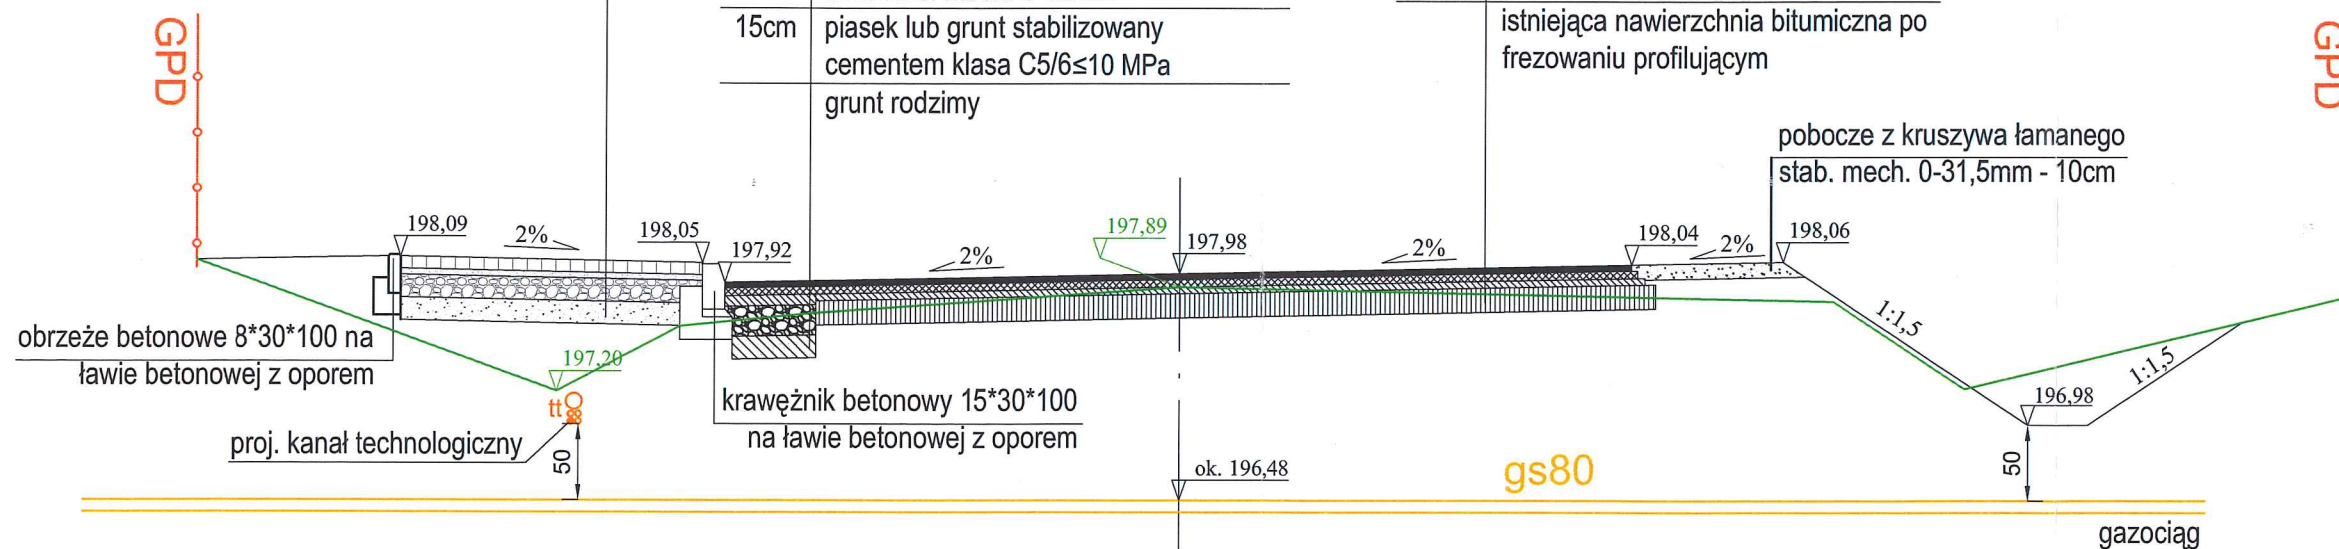 GPD
15cm
piasek lub grunt stabilizowany
cementem klasa C5/6≤10 MPa
grunt rodzimy
istniejąca nawierzchnia bitumiczna po
frezowaniu profilującym
GPD
pobocze z kruszywa łamanego
stab. mech. 0-31,5mm - 10cm
198,09
2%
198,05
197,92
2%
197,89
197,98
2%
198,04
2%
198,06
obrzeże betonowe 8*30*100 na
ławie betonowej z oporem
197,20
tt
proj. kanał technologiczny
50
krawężnik betonowy 15*30*100
na ławie betonowej z oporem
1:1,5
1:1,5
196,98
50
ok. 196,48
gs80
gazociąg